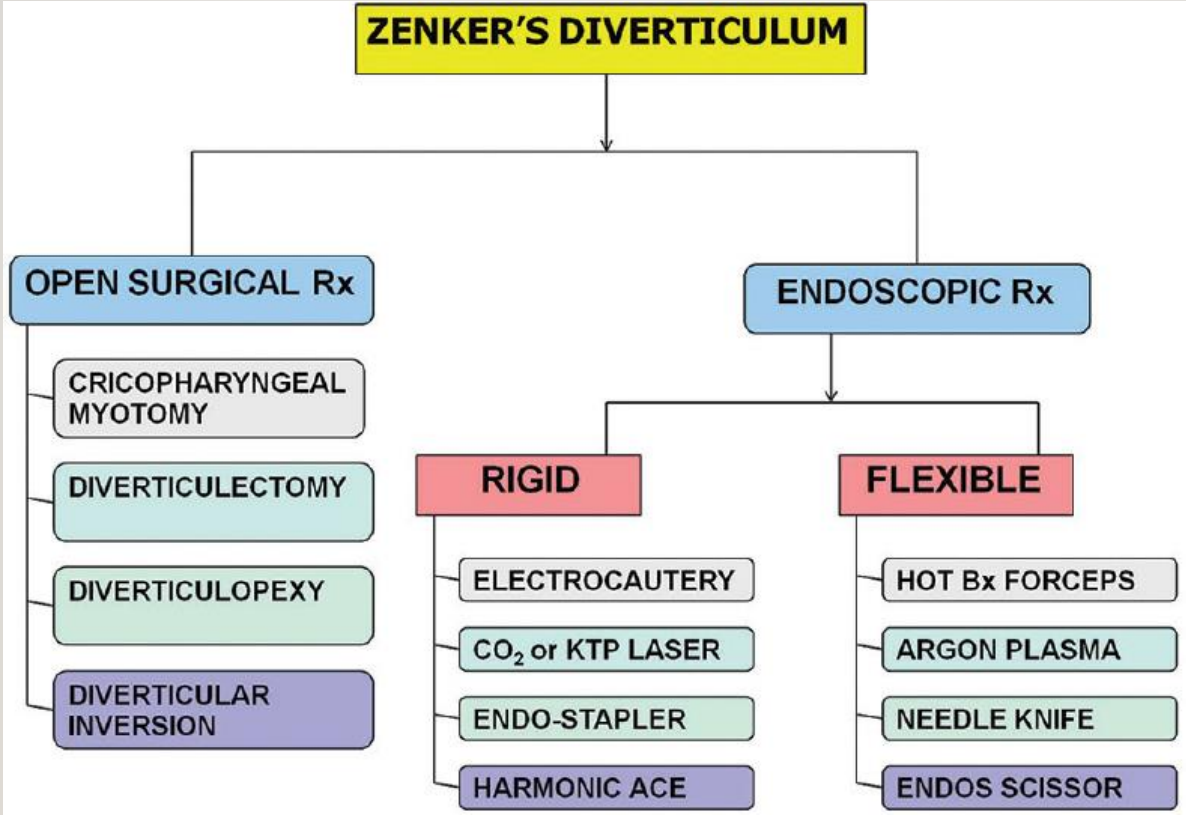 ZENKER'S DIVERTICULUM
OPEN SURGICAL Rx
CRICOPHARYNGEAL
MYOTOMY
DIVERTICULECTOMY
DIVERTICULOPEXY
DIVERTICULAR
INVERSION
ENDOSCOPIC Rx
RIGID
ELECTROCAUTERY
CO₂ or KTP LASER
ENDO-STAPLER
HARMONIC ACE
FLEXIBLE
HOT Bx FORCEPS
ARGON PLASMA
NEEDLE KNIFE
ENDOS SCISSOR